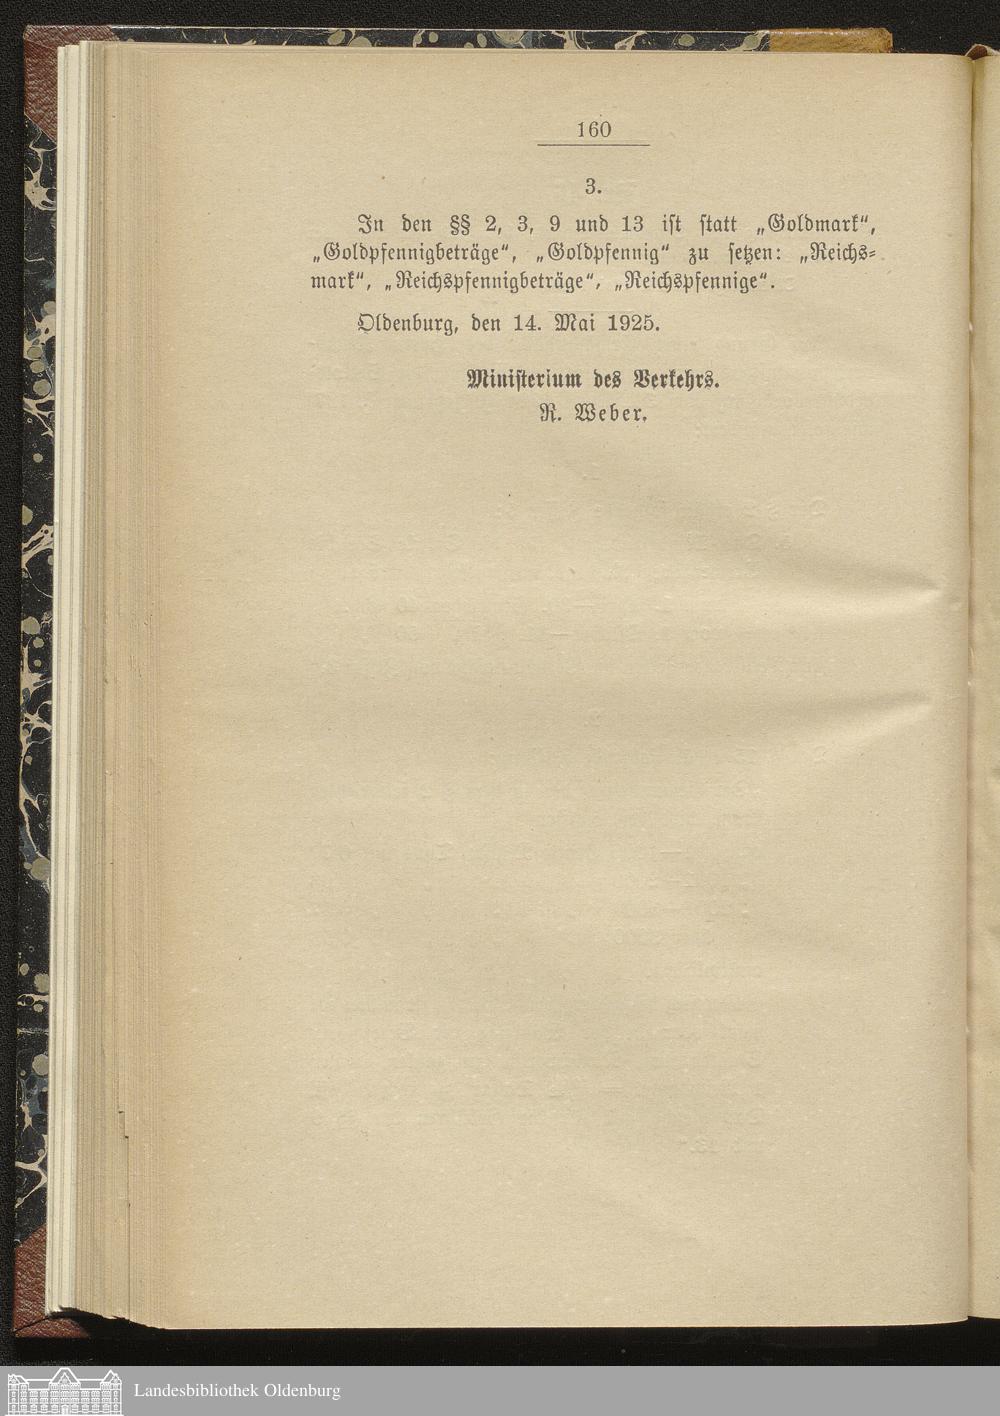 160
3.
In den §§ 2, 3, 9 und 13 ist statt „Goldmark“,
„Goldpfennigbeträge“, „Goldpfennig“ zu setzen: „Reichs-
mark“, „Reichspfennigbeträge“, „Reichspfennige“.
Oldenburg, den 14. Mai 1925.
Ministerium des Verkehrs.
R. Weber.
Landesbibliothek Oldenburg